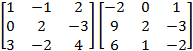 [1 -1 2] [-2 0 1]
[0 2 -3] [9 2 -3]
[3 -2 4] [6 1 -2]